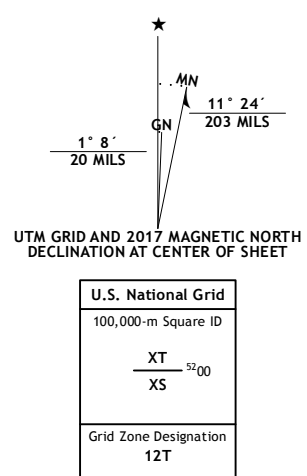 ★
MN
GN
11° 24´
203 MILS
1° 8´
20 MILS
UTM GRID AND 2017 MAGNETIC NORTH
DECLINATION AT CENTER OF SHEET
U.S. National Grid
100,000-m Square ID
XT
5200
XS
Grid Zone Designation
12T